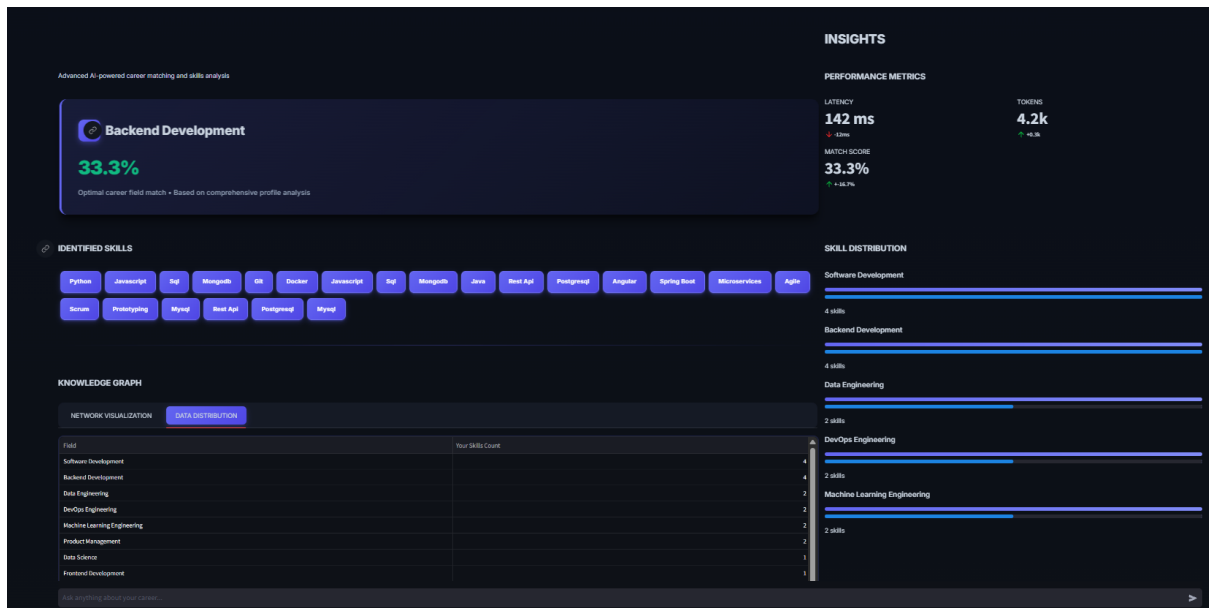 Advanced AI-powered career matching and skills analysis
Backend Development
33.3%
Optimal career field match • Based on comprehensive profile analysis
IDENTIFIED SKILLS
Python Javascript Sql Mongodb Git Docker Javascript Sql Mongodb Java Rest Api Postgresql Angular Spring Boot Microservices Agile
Scrum Prototyping Mysql Rest Api Postgresql Mysql
KNOWLEDGE GRAPH
NETWORK VISUALIZATION DATA DISTRIBUTION
Field Your Skills Count
Software Development 4
Backend Development 4
Data Engineering 2
DevOps Engineering 2
Machine Learning Engineering 2
Product Management 2
Data Science 1
Frontend Development 1
Ask anything about your career...
INSIGHTS
PERFORMANCE METRICS
LATENCY TOKENS
142 ms 4.2k
-12ms +0.3k
MATCH SCORE
33.3%
+-16.7%
SKILL DISTRIBUTION
Software Development
4 skills
Backend Development
4 skills
Data Engineering
2 skills
DevOps Engineering
2 skills
Machine Learning Engineering
2 skills